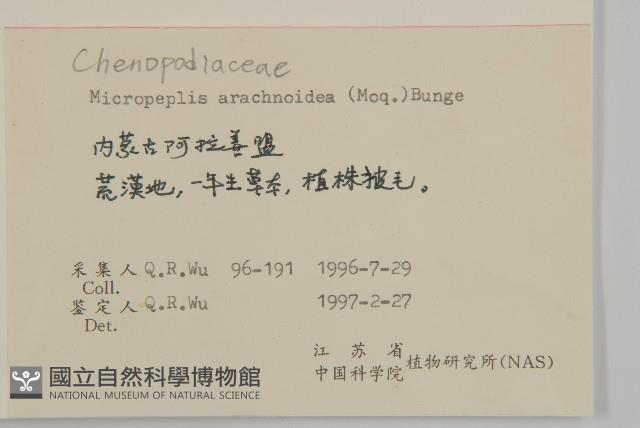 Chenopodiaceae
Micropeplis arachnoidea (Moq.)Bunge
内蒙古阿拉善盟
荒漠地，一年生草本，植株被毛。
采集人 Q.R.Wu 96-191 1996-7-29
Coll.
鉴定人 Q.R.Wu 1997-2-27
Det.
江苏省
中国科学院 植物研究所(NAS)
國立自然科學博物館
NATIONAL MUSEUM OF NATURAL SCIENCE